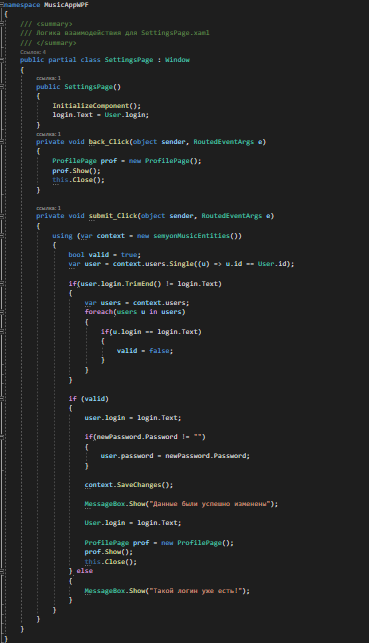 namespace MusicAppWPF
{
/// <summary>
/// Логика взаимодействия для SettingsPage.xaml
/// </summary>
Ссылок: 4
public partial class SettingsPage : Window
{
ссылка: 1
public SettingsPage()
{
InitializeComponent();
login.Text = User.login;
}
ссылка: 1
private void back_Click(object sender, RoutedEventArgs e)
{
ProfilePage prof = new ProfilePage();
prof.Show();
this.Close();
}
ссылка: 1
private void submit_Click(object sender, RoutedEventArgs e)
{
using (var context = new semyonMusicEntities())
{
bool valid = true;
var user = context.users.Single((u) => u.id == User.id);
if(user.login.TrimEnd() != login.Text)
{
var users = context.users;
foreach(users u in users)
{
if(u.login == login.Text)
{
valid = false;
}
}
}
if (valid)
{
user.login = login.Text;
if(newPassword.Password != "")
{
user.password = newPassword.Password;
}
context.SaveChanges();
MessageBox.Show("Данные были успешно изменены");
User.login = login.Text;
ProfilePage prof = new ProfilePage();
prof.Show();
this.Close();
} else
{
MessageBox.Show("Такой логин уже есть!");
}
}
}
}
}